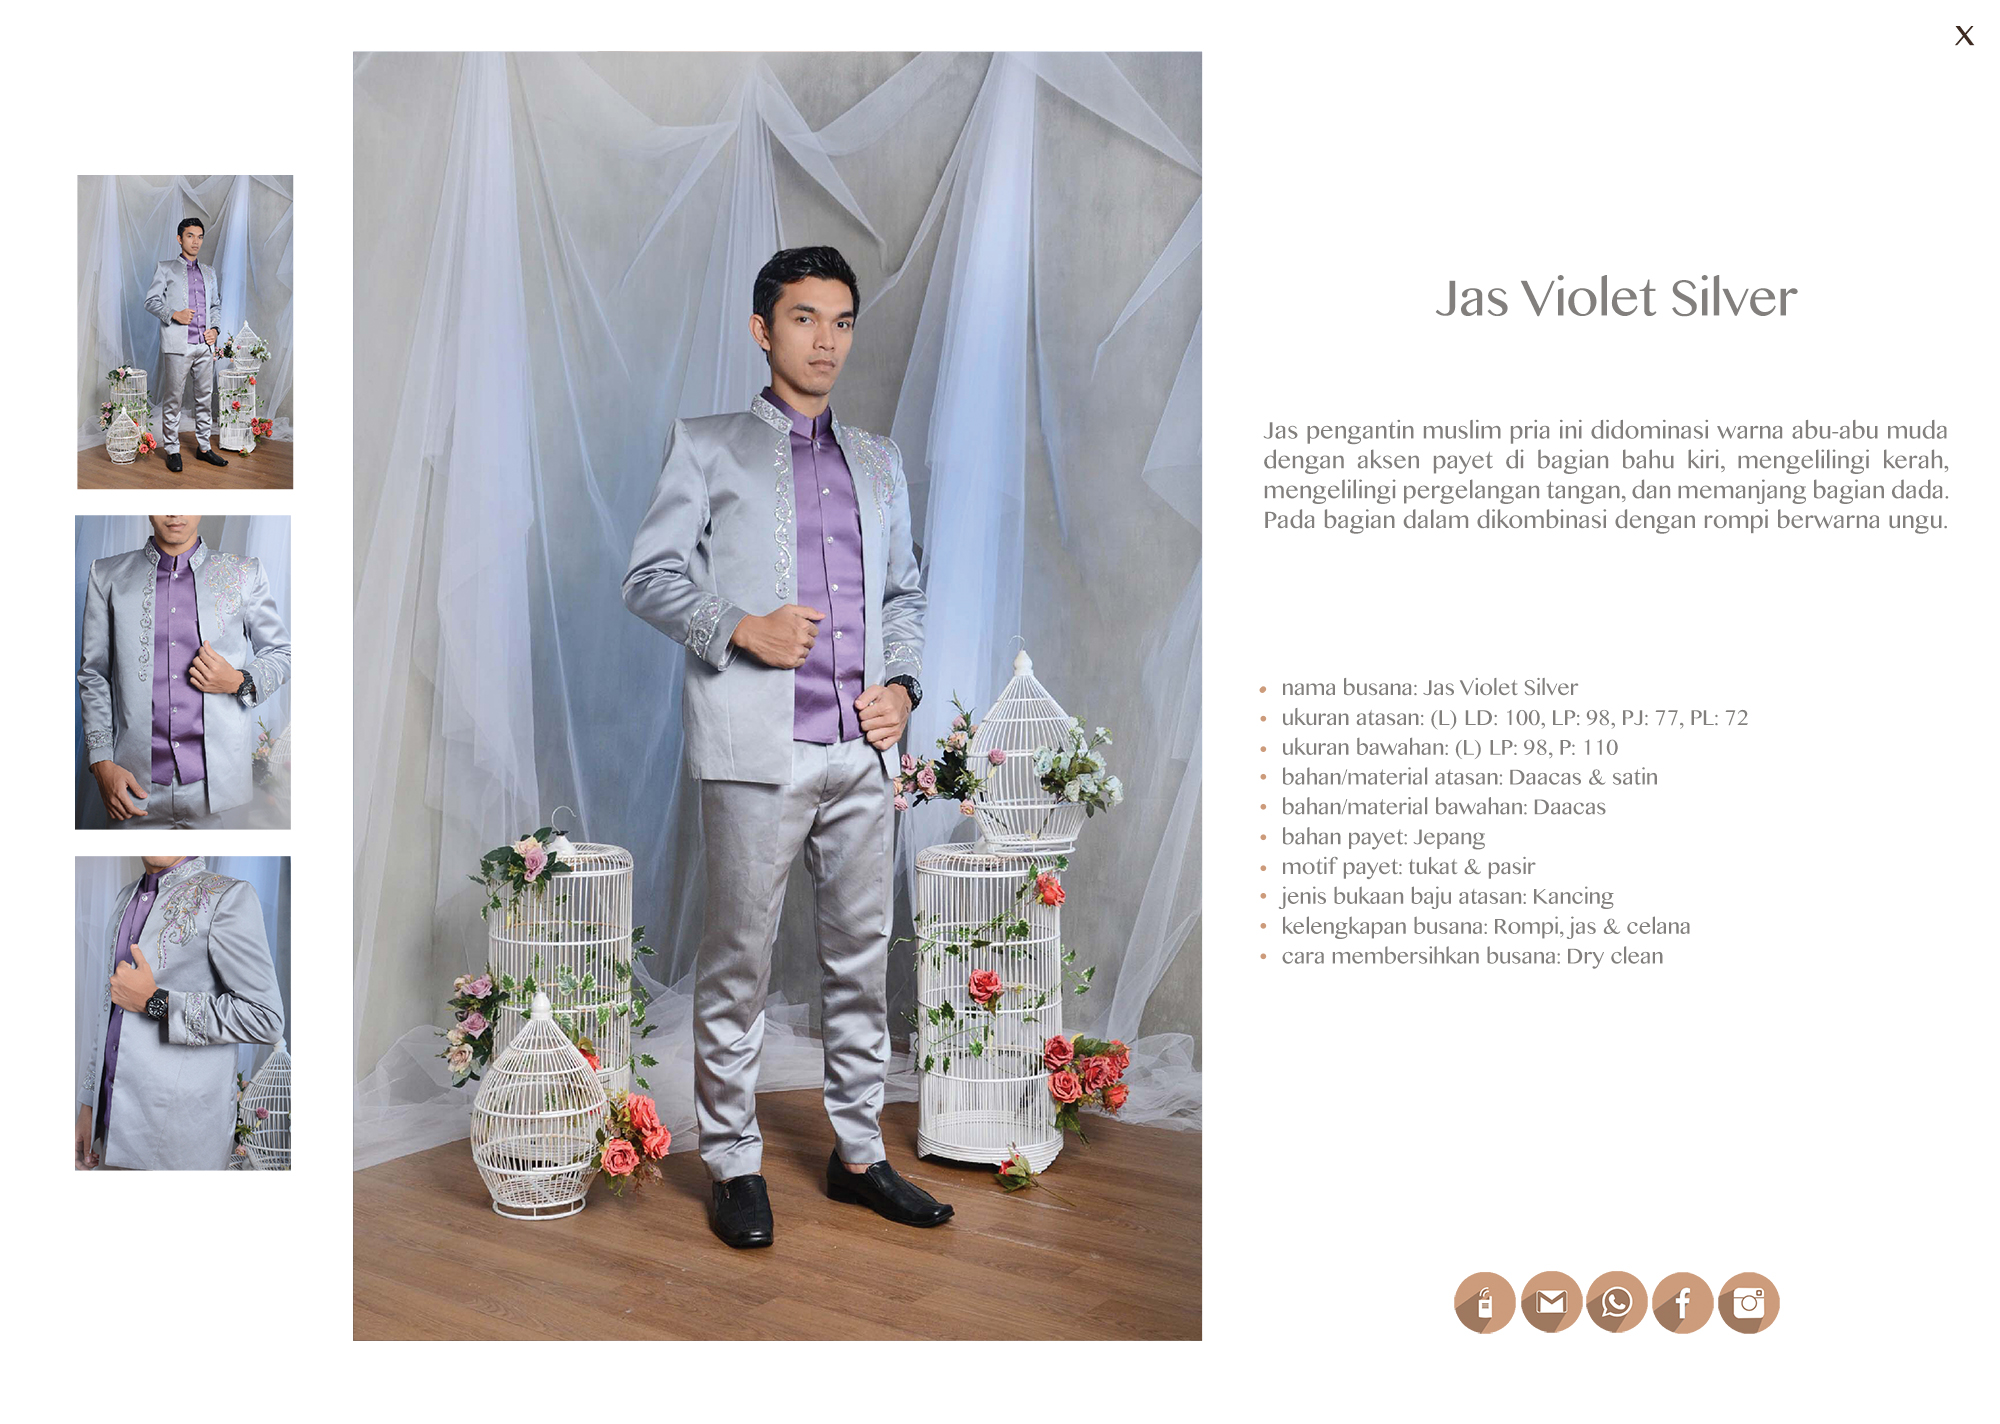 X
Jas Violet Silver
Jas pengantin muslim pria ini didominasi warna abu-abu muda
dengan aksen payet di bagian bahu kiri, mengelilingi kerah,
mengelilingi pergelangan tangan, dan memanjang bagian dada.
Pada bagian dalam dikombinasi dengan rompi berwarna ungu.
• nama busana: Jas Violet Silver
• ukuran atasan: (L) LD: 100, LP: 98, PJ: 77, PL: 72
• ukuran bawahan: (L) LP: 98, P: 110
• bahan/material atasan: Daacas & satin
• bahan/material bawahan: Daacas
• bahan payet: Jepang
• motif payet: tukat & pasir
• jenis bukaan baju atasan: Kancing
• kelengkapan busana: Rompi, jas & celana
• cara membersihkan busana: Dry clean